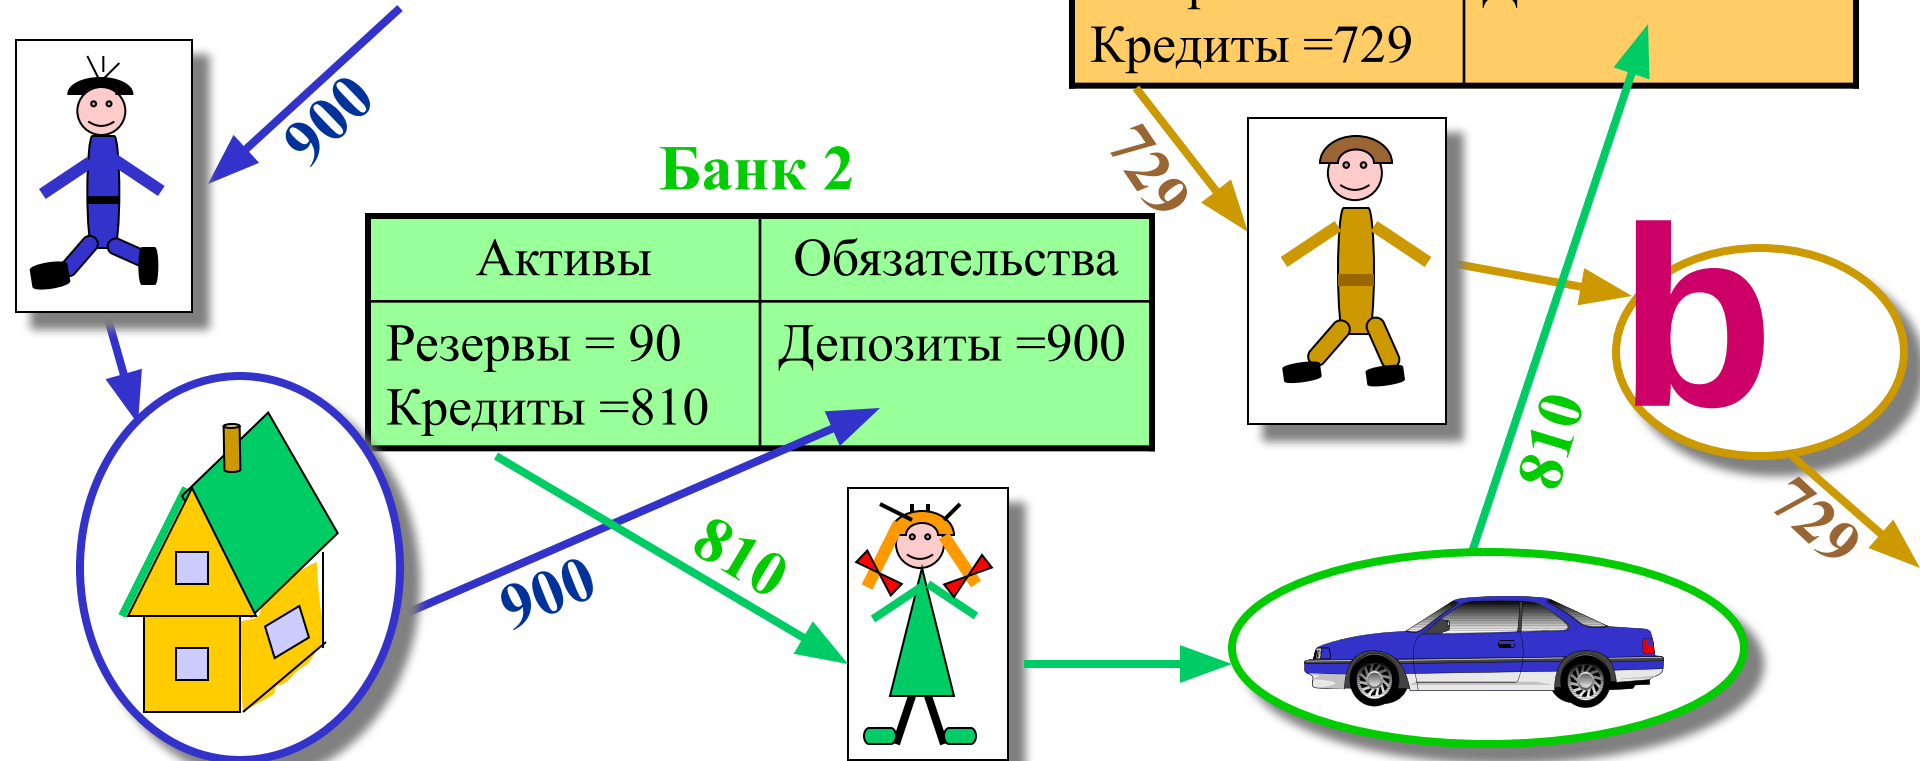 Кредиты =729
900
729
Банк 2
Активы
Обязательства
Резервы = 90
Депозиты =900
Кредиты =810
b
810
729
810
900